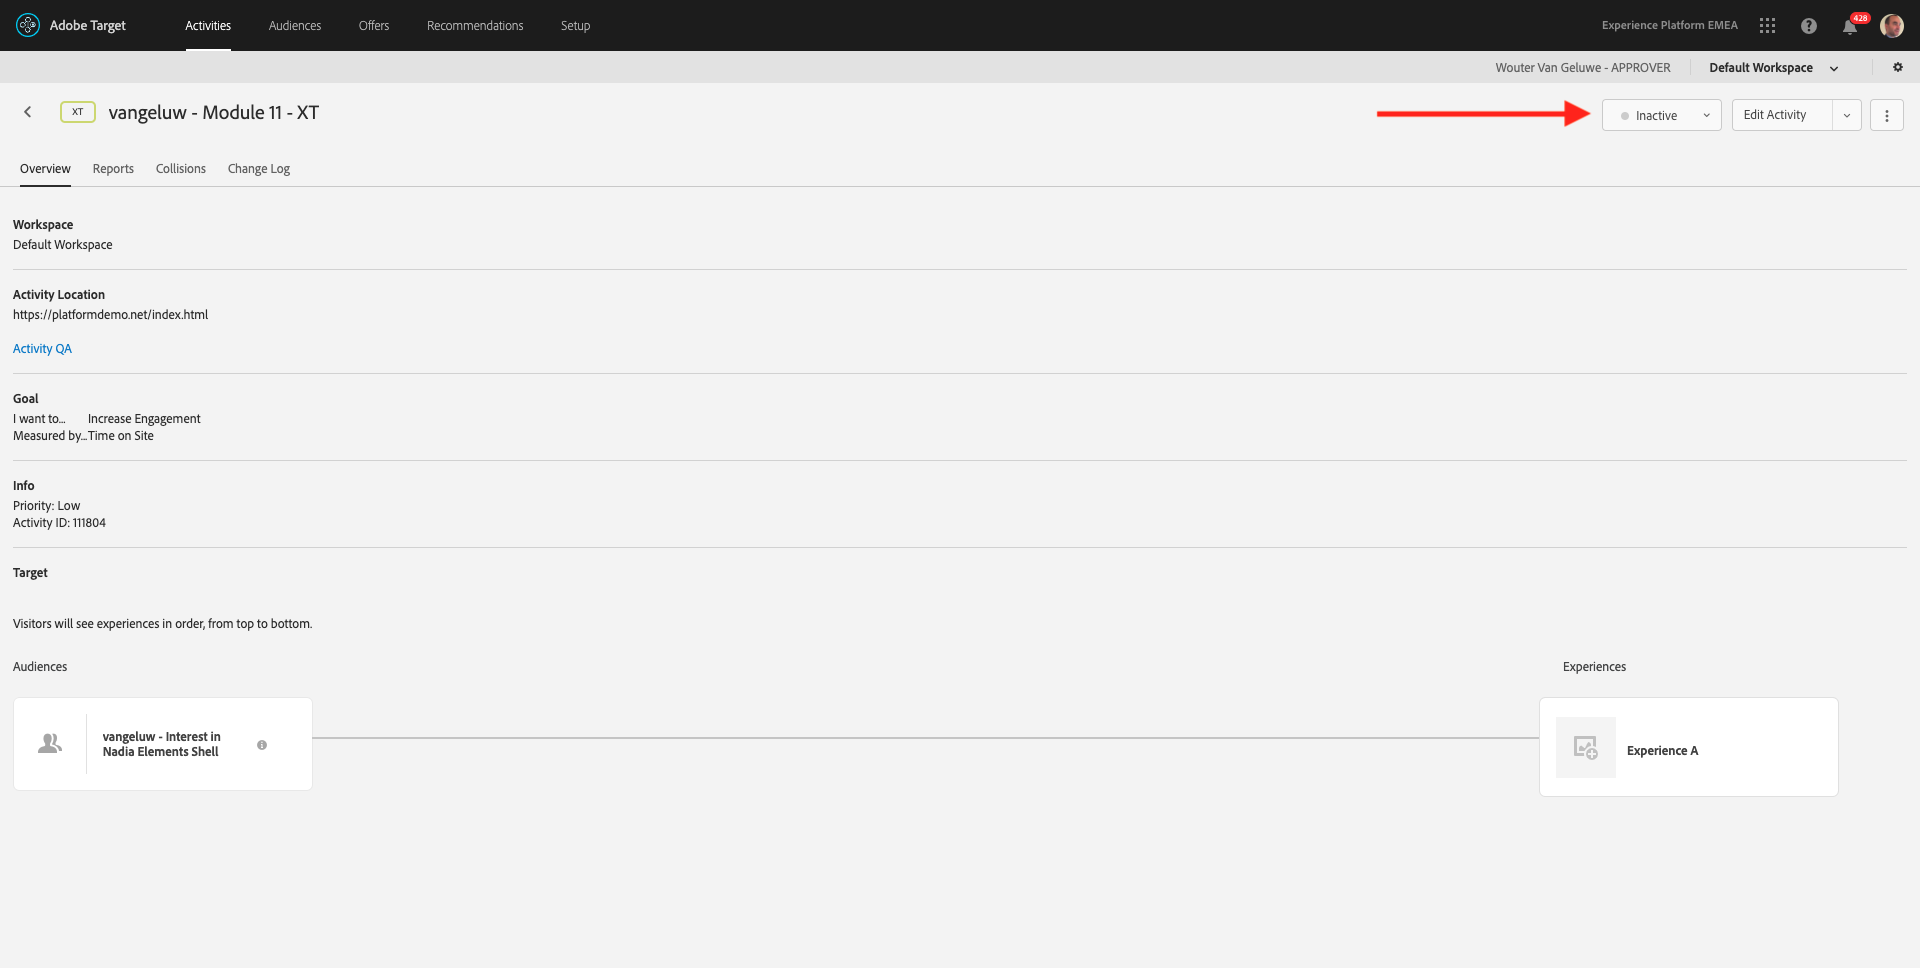 Adobe Target
Activities
Audiences
Offers
Recommendations
Setup
Experience Platform EMEA
428
Wouter Van Geluwe - APPROVER
Default Workspace
XT
vangeluw - Module 11 - XT
Inactive
Edit Activity
Overview
Reports
Collisions
Change Log
Workspace
Default Workspace
Activity Location
https://platformdemo.net/index.html
Activity QA
Goal
I want to... Increase Engagement
Measured by... Time on Site
Info
Priority: Low
Activity ID: 111804
Target
Visitors will see experiences in order, from top to bottom.
Audiences
Experiences
vangeluw - Interest in
Nadia Elements Shell
Experience A